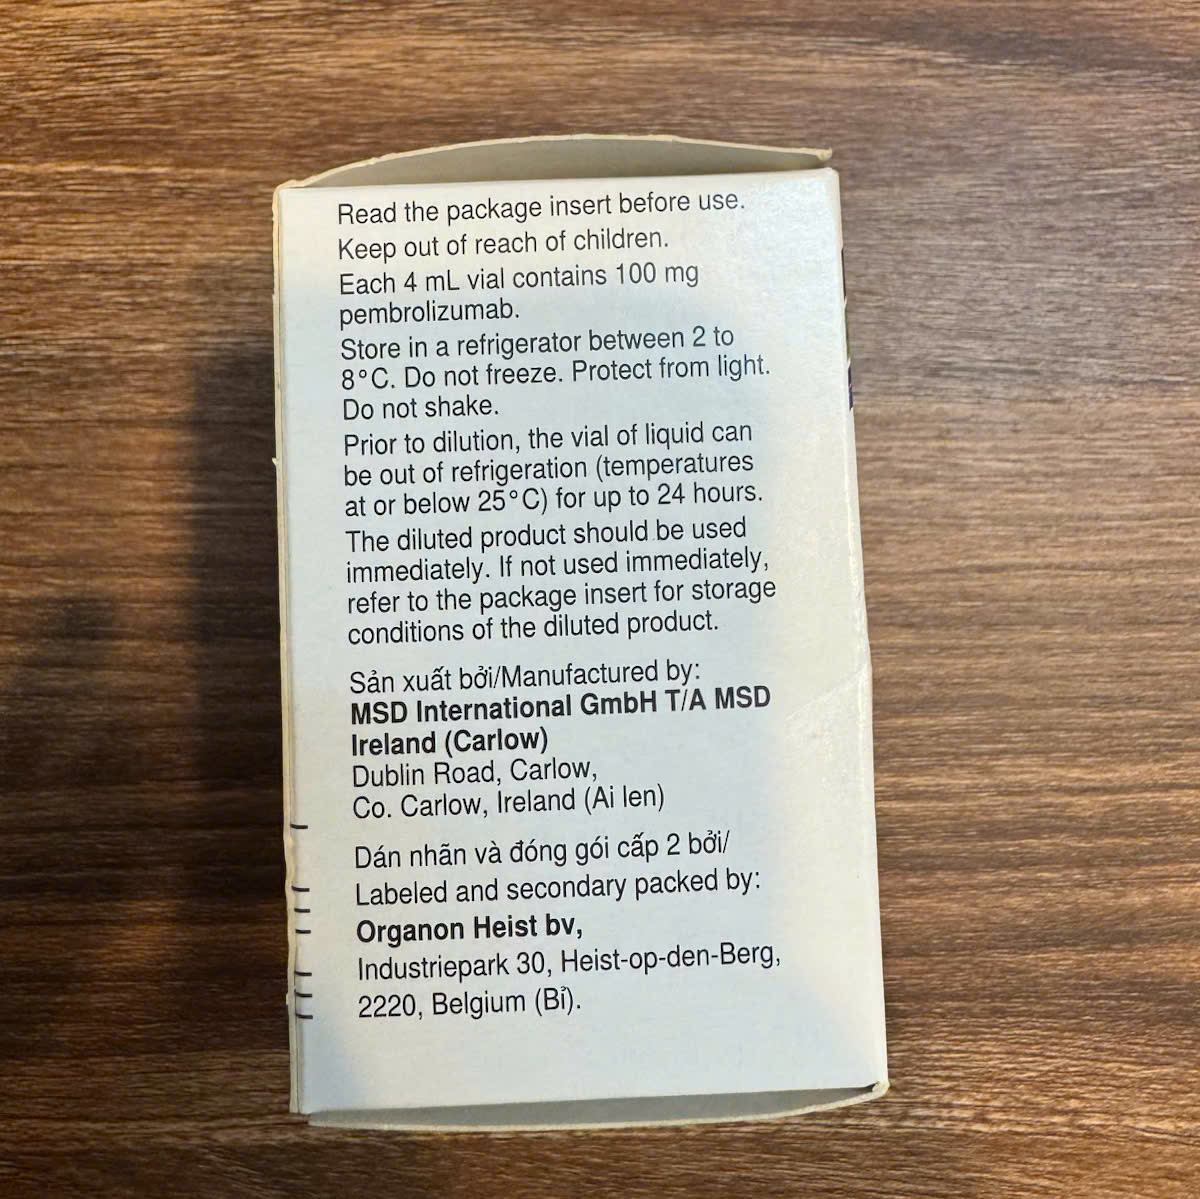 Read the package insert before use.
Keep out of reach of children.
Each 4 mL vial contains 100 mg
pembrolizumab.
Store in a refrigerator between 2 to
8°C. Do not freeze. Protect from light.
Do not shake.
Prior to dilution, the vial of liquid can
be out of refrigeration (temperatures
at or below 25°C) for up to 24 hours.
The diluted product should be used
immediately. If not used immediately,
refer to the package insert for storage
conditions of the diluted product.
Sản xuất bởi/Manufactured by:
MSD International GmbH T/A MSD
Ireland (Carlow)
Dublin Road, Carlow,
Co. Carlow, Ireland (Ai len)
Dán nhãn và đóng gói cấp 2 bởi/
Labeled and secondary packed by:
Organon Heist bv,
Industriepark 30, Heist-op-den-Berg,
2220, Belgium (Bỉ).